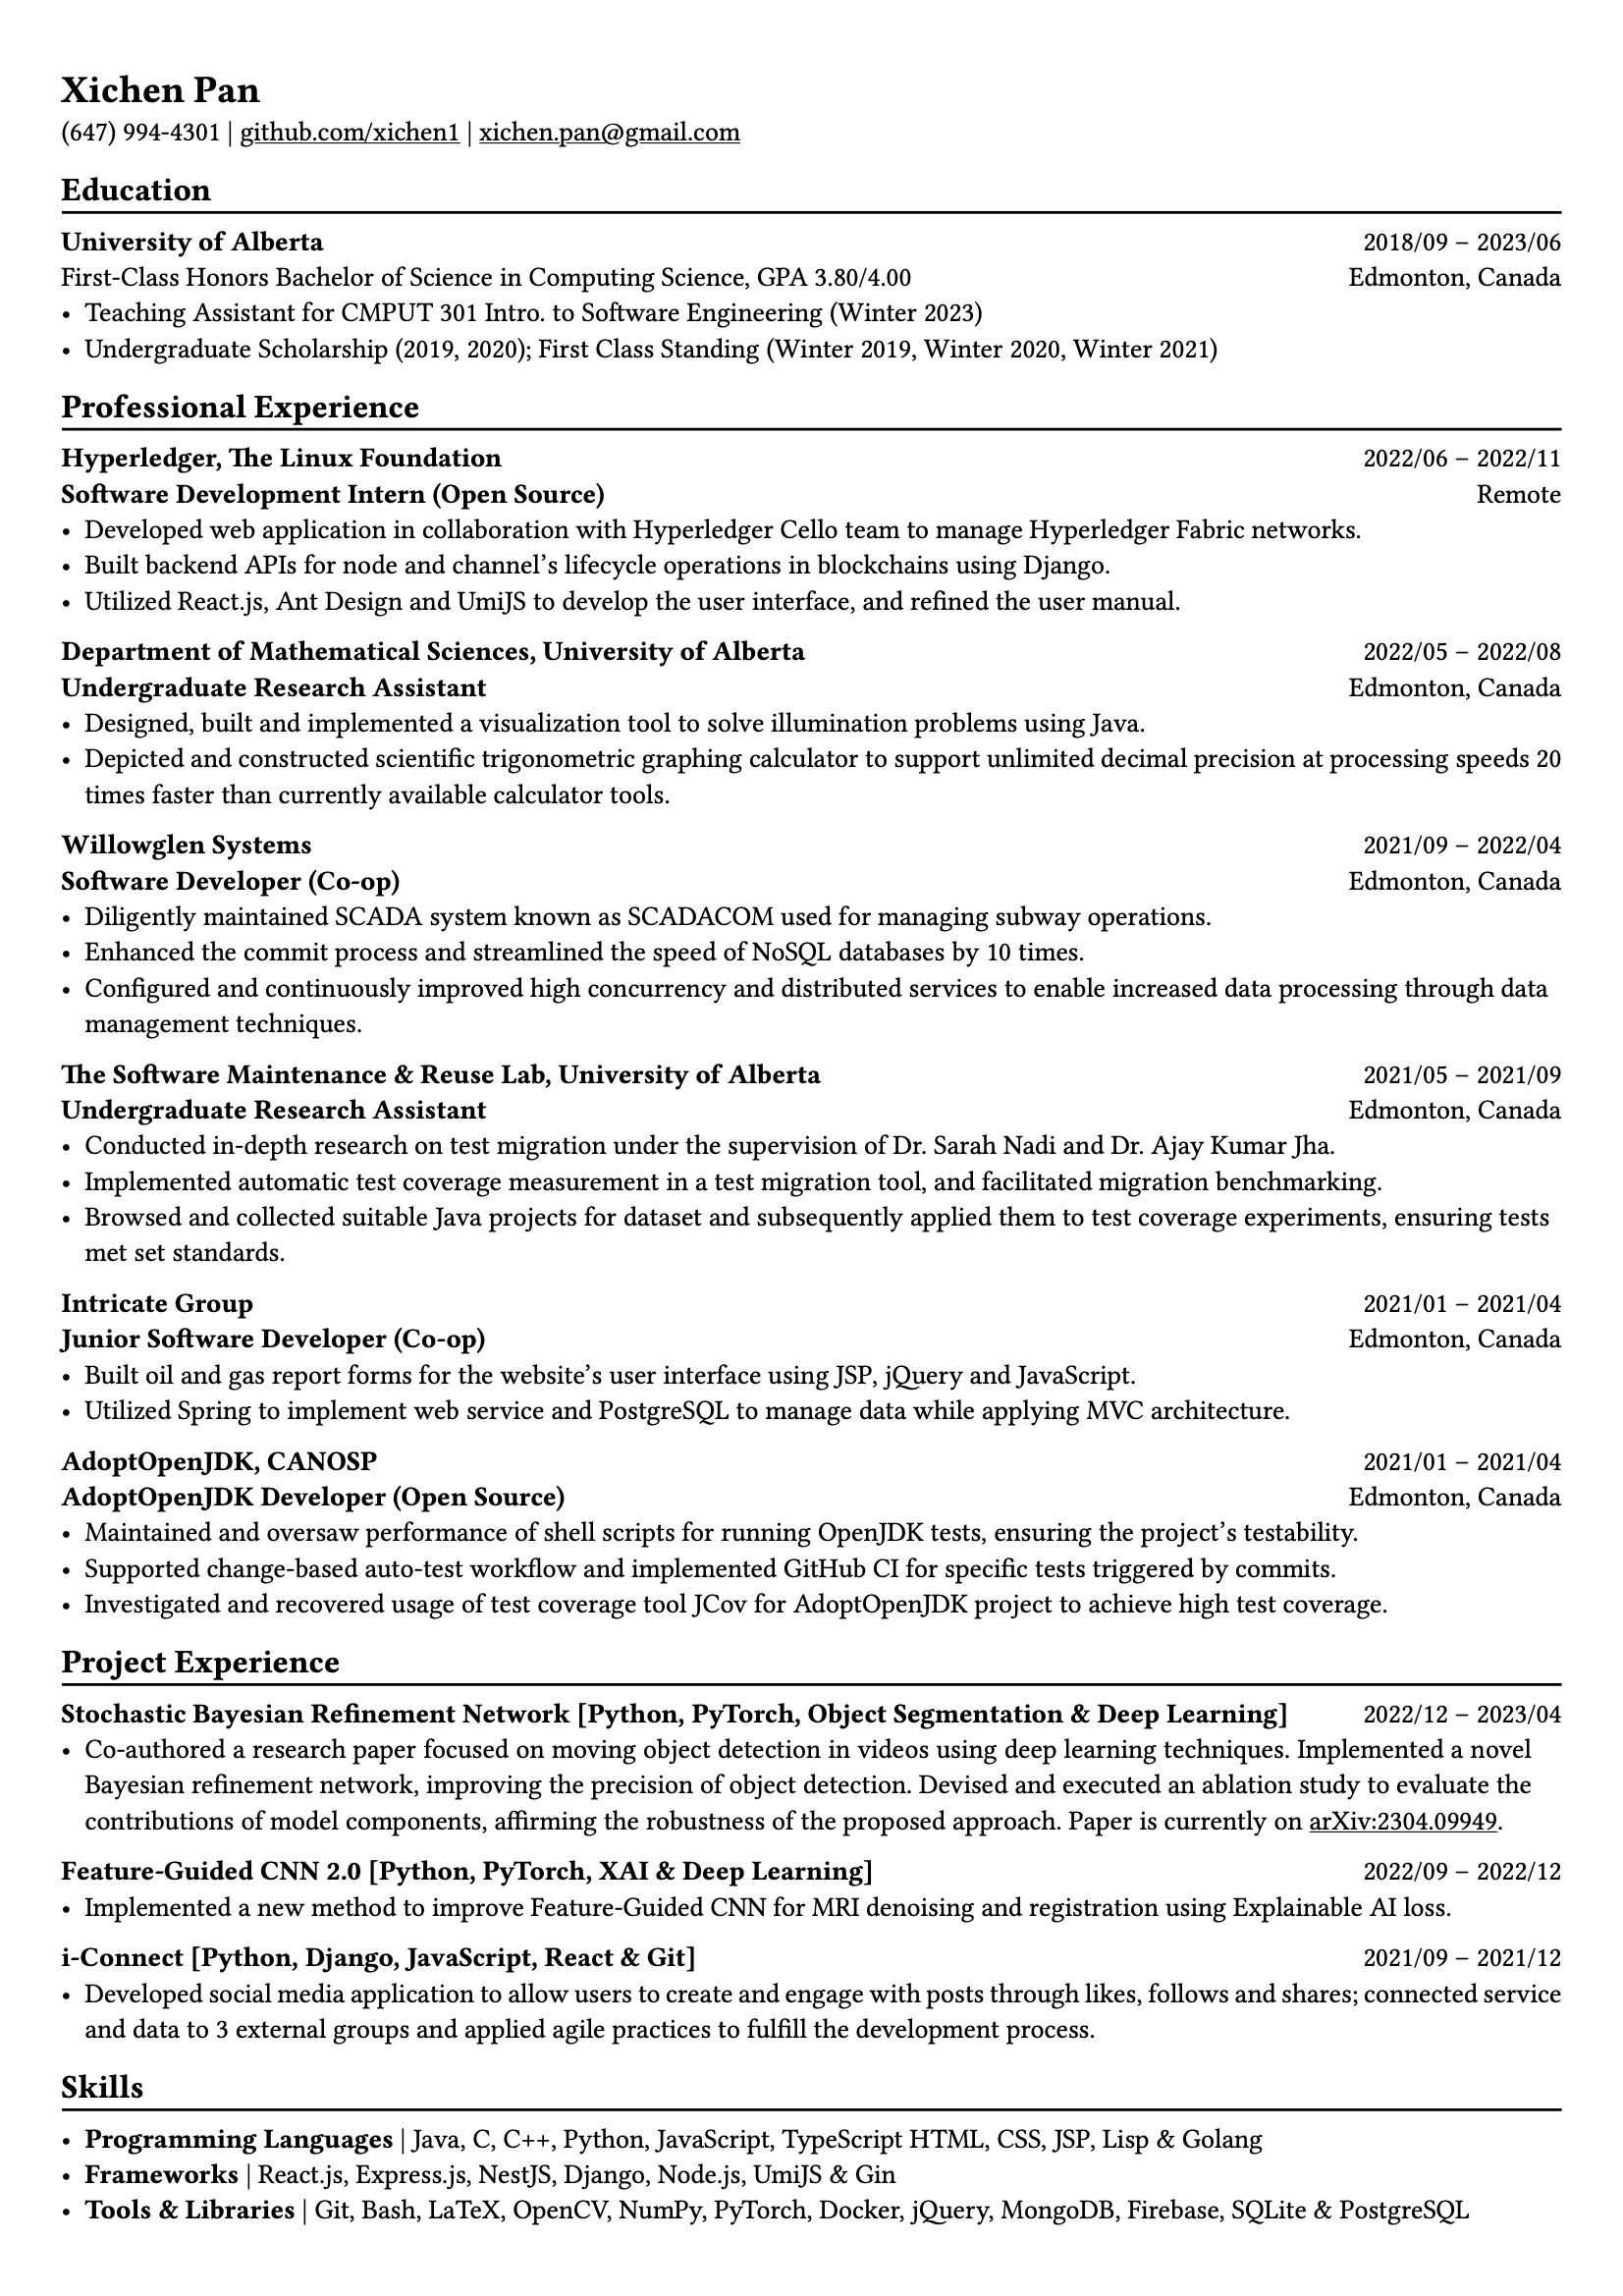 Xichen Pan
(647) 994-4301 | github.com/xichen1 | xichen.pan@gmail.com
Education
University of Alberta 2018/09 – 2023/06
First-Class Honors Bachelor of Science in Computing Science, GPA 3.80/4.00 Edmonton, Canada
• Teaching Assistant for CMPUT 301 Intro. to Software Engineering (Winter 2023)
• Undergraduate Scholarship (2019, 2020); First Class Standing (Winter 2019, Winter 2020, Winter 2021)
Professional Experience
Hyperledger, The Linux Foundation 2022/06 – 2022/11
Software Development Intern (Open Source) Remote
• Developed web application in collaboration with Hyperledger Cello team to manage Hyperledger Fabric networks.
• Built backend APIs for node and channel’s lifecycle operations in blockchains using Django.
• Utilized React.js, Ant Design and UmiJS to develop the user interface, and refined the user manual.
Department of Mathematical Sciences, University of Alberta 2022/05 – 2022/08
Undergraduate Research Assistant Edmonton, Canada
• Designed, built and implemented a visualization tool to solve illumination problems using Java.
• Depicted and constructed scientific trigonometric graphing calculator to support unlimited decimal precision at processing speeds 20
times faster than currently available calculator tools.
Willowglen Systems 2021/09 – 2022/04
Software Developer (Co-op) Edmonton, Canada
• Diligently maintained SCADA system known as SCADACOM used for managing subway operations.
• Enhanced the commit process and streamlined the speed of NoSQL databases by 10 times.
• Configured and continuously improved high concurrency and distributed services to enable increased data processing through data
management techniques.
The Software Maintenance & Reuse Lab, University of Alberta 2021/05 – 2021/09
Undergraduate Research Assistant Edmonton, Canada
• Conducted in-depth research on test migration under the supervision of Dr. Sarah Nadi and Dr. Ajay Kumar Jha.
• Implemented automatic test coverage measurement in a test migration tool, and facilitated migration benchmarking.
• Browsed and collected suitable Java projects for dataset and subsequently applied them to test coverage experiments, ensuring tests
met set standards.
Intricate Group 2021/01 – 2021/04
Junior Software Developer (Co-op) Edmonton, Canada
• Built oil and gas report forms for the website’s user interface using JSP, jQuery and JavaScript.
• Utilized Spring to implement web service and PostgreSQL to manage data while applying MVC architecture.
AdoptOpenJDK, CANOSP 2021/01 – 2021/04
AdoptOpenJDK Developer (Open Source) Edmonton, Canada
• Maintained and oversaw performance of shell scripts for running OpenJDK tests, ensuring the project’s testability.
• Supported change-based auto-test workflow and implemented GitHub CI for specific tests triggered by commits.
• Investigated and recovered usage of test coverage tool JCov for AdoptOpenJDK project to achieve high test coverage.
Project Experience
Stochastic Bayesian Refinement Network [Python, PyTorch, Object Segmentation & Deep Learning] 2022/12 – 2023/04
• Co-authored a research paper focused on moving object detection in videos using deep learning techniques. Implemented a novel
Bayesian refinement network, improving the precision of object detection. Devised and executed an ablation study to evaluate the
contributions of model components, affirming the robustness of the proposed approach. Paper is currently on arXiv:2304.09949.
Feature-Guided CNN 2.0 [Python, PyTorch, XAI & Deep Learning] 2022/09 – 2022/12
• Implemented a new method to improve Feature-Guided CNN for MRI denoising and registration using Explainable AI loss.
i-Connect [Python, Django, JavaScript, React & Git] 2021/09 – 2021/12
• Developed social media application to allow users to create and engage with posts through likes, follows and shares; connected service
and data to 3 external groups and applied agile practices to fulfill the development process.
Skills
• Programming Languages | Java, C, C++, Python, JavaScript, TypeScript HTML, CSS, JSP, Lisp & Golang
• Frameworks | React.js, Express.js, NestJS, Django, Node.js, UmiJS & Gin
• Tools & Libraries | Git, Bash, LaTeX, OpenCV, NumPy, PyTorch, Docker, jQuery, MongoDB, Firebase, SQLite & PostgreSQL